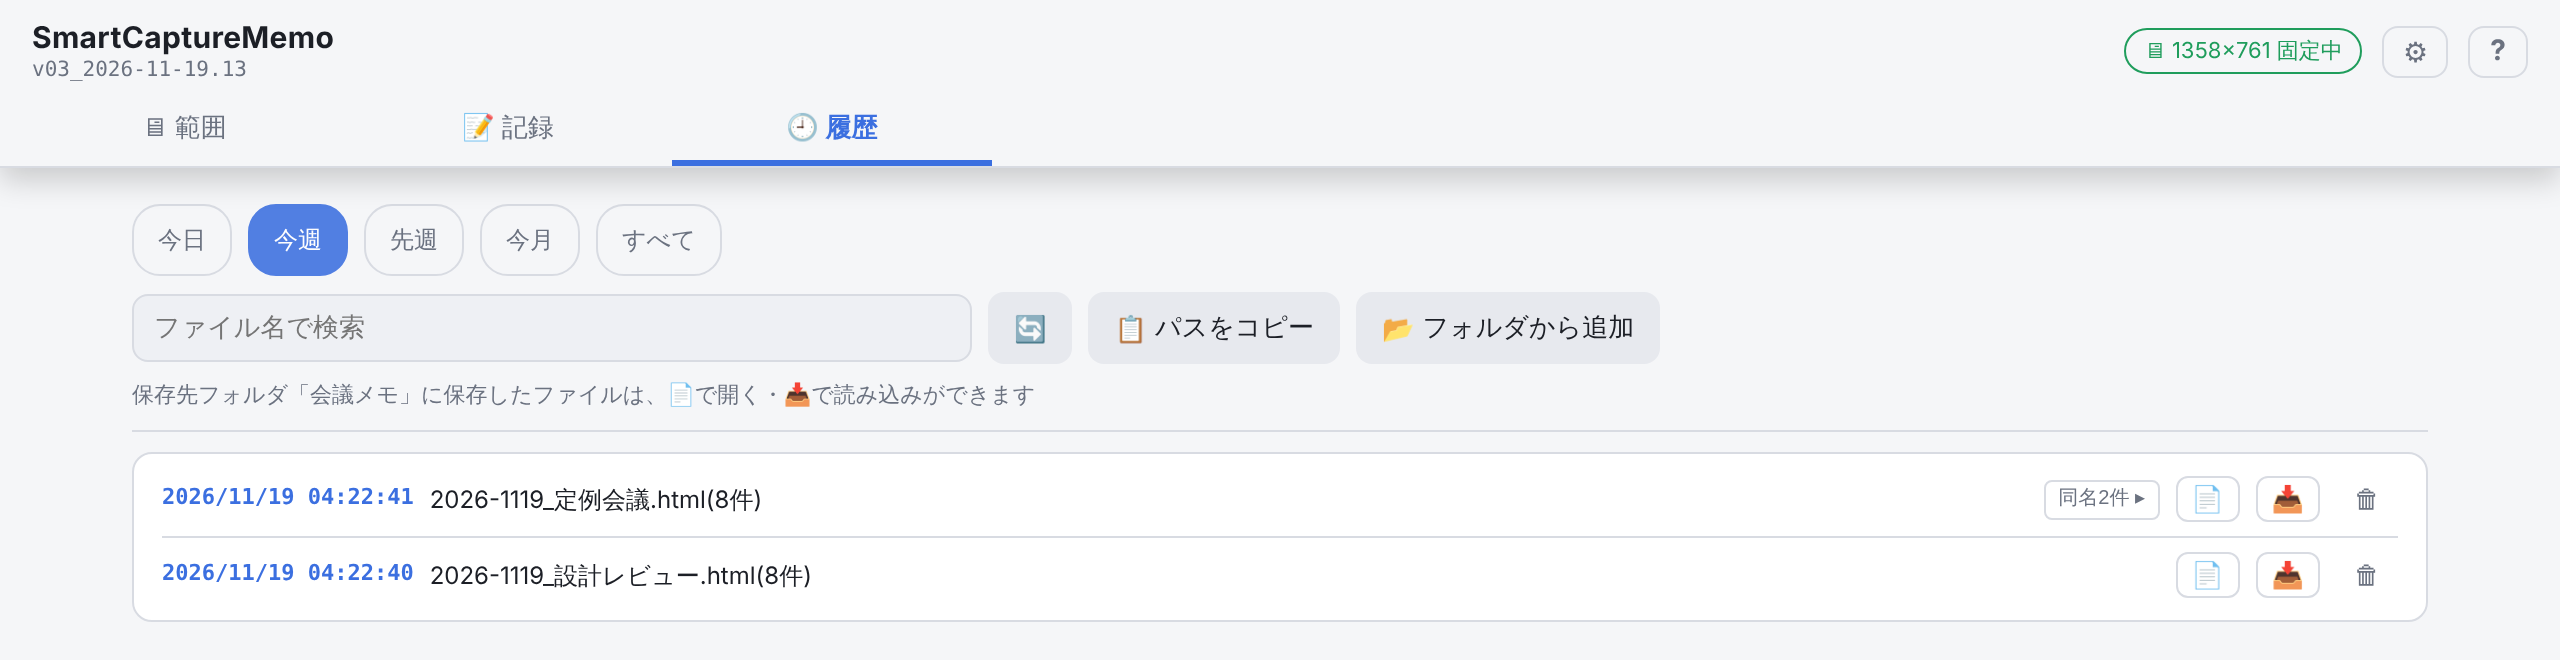 SmartCaptureMemo
v03_2026-11-19.13
🖥 1358×761 固定中
⚙
?
🖥 範囲
📝 記録
🕘 履歴
今日
今週
先週
今月
すべて
ファイル名で検索
🔄
📋 パスをコピー
📂 フォルダから追加
保存先フォルダ「会議メモ」に保存したファイルは、📄で開く・📥で読み込みができます
2026/11/19 04:22:41 2026-1119_定例会議.html(8件) 同名2件 ▸ 📄 📥 🗑
2026/11/19 04:22:40 2026-1119_設計レビュー.html(8件) 📄 📥 🗑